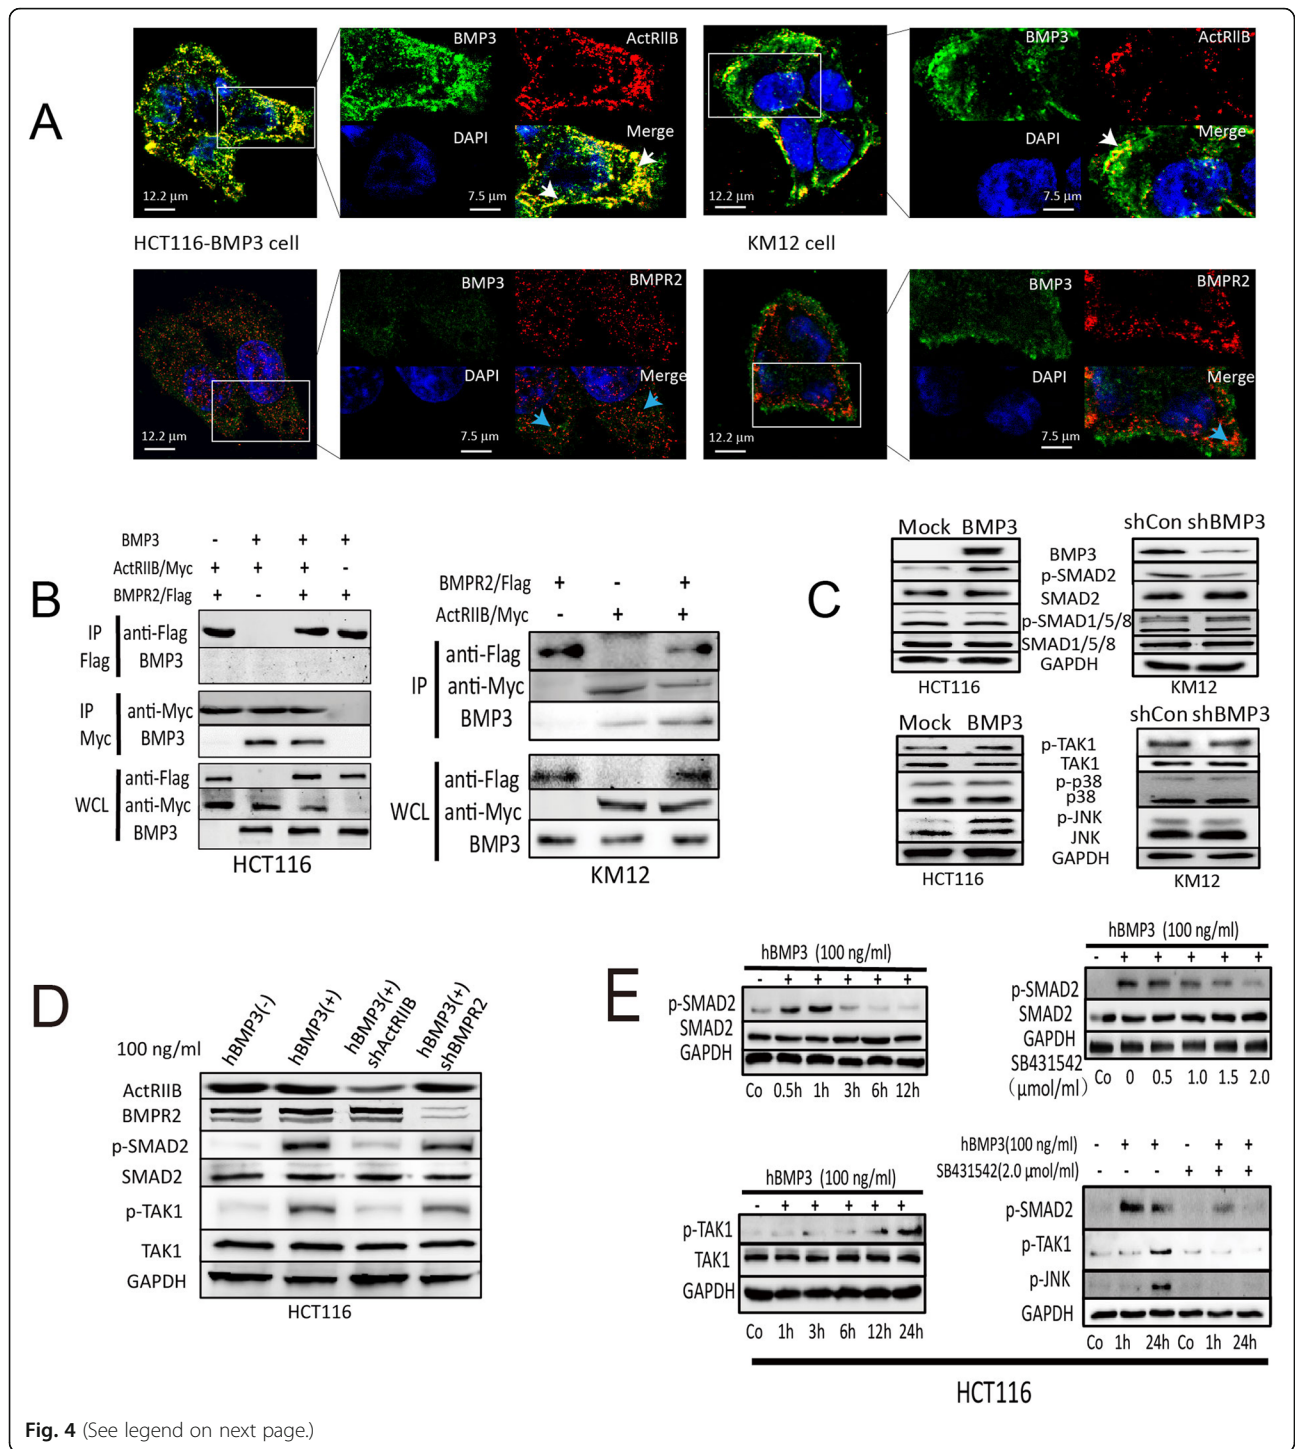 A
BMP3 ActRIIB
DAPI Merge
12.2 µm 7.5 µm
HCT116-BMP3 cell
BMP3 ActRIIB
DAPI Merge
12.2 µm 7.5 µm
KM12 cell
BMP3 BMPR2
DAPI Merge
12.2 µm 7.5 µm
BMP3 BMPR2
DAPI Merge
12.2 µm 7.5 µm
B
BMP3 - + + +
ActRIIB/Myc + + + -
BMPR2/Flag + - + +
IP Flag
anti-Flag
BMP3
IP Myc
anti-Myc
BMP3
WCL
anti-Flag
anti-Myc
BMP3
HCT116
BMPR2/Flag + - +
ActRIIB/Myc - + +
IP
anti-Flag
anti-Myc
BMP3
WCL
anti-Flag
anti-Myc
BMP3
KM12
C
Mock BMP3
shCon shBMP3
BMP3
p-SMAD2
SMAD2
p-SMAD1/5/8
SMAD1/5/8
GAPDH
HCT116
KM12
Mock BMP3
shCon shBMP3
p-TAK1
TAK1
p-p38
p38
p-JNK
JNK
GAPDH
HCT116
KM12
D
100 ng/ml
hBMP3(-)
hBMP3(+)
hBMP3(+) shActRIIB
hBMP3(+) shBMPR2
ActRIIB
BMPR2
p-SMAD2
SMAD2
p-TAK1
TAK1
GAPDH
HCT116
E
hBMP3 (100 ng/ml)
- + + + + +
p-SMAD2
SMAD2
GAPDH
Co 0.5h 1h 3h 6h 12h
hBMP3 (100 ng/ml)
- + + + + +
p-SMAD2
SMAD2
GAPDH
SB431542
(µmol/ml) Co 0 0.5 1.0 1.5 2.0
hBMP3 (100 ng/ml)
- + + + + +
p-TAK1
TAK1
GAPDH
Co 1h 3h 6h 12h 24h
hBMP3(100 ng/ml) - + + - + +
SB431542(2.0 µmol/ml) - - - + + +
p-SMAD2
p-TAK1
p-JNK
GAPDH
Co 1h 24h Co 1h 24h
HCT116
Fig. 4 (See legend on next page.)